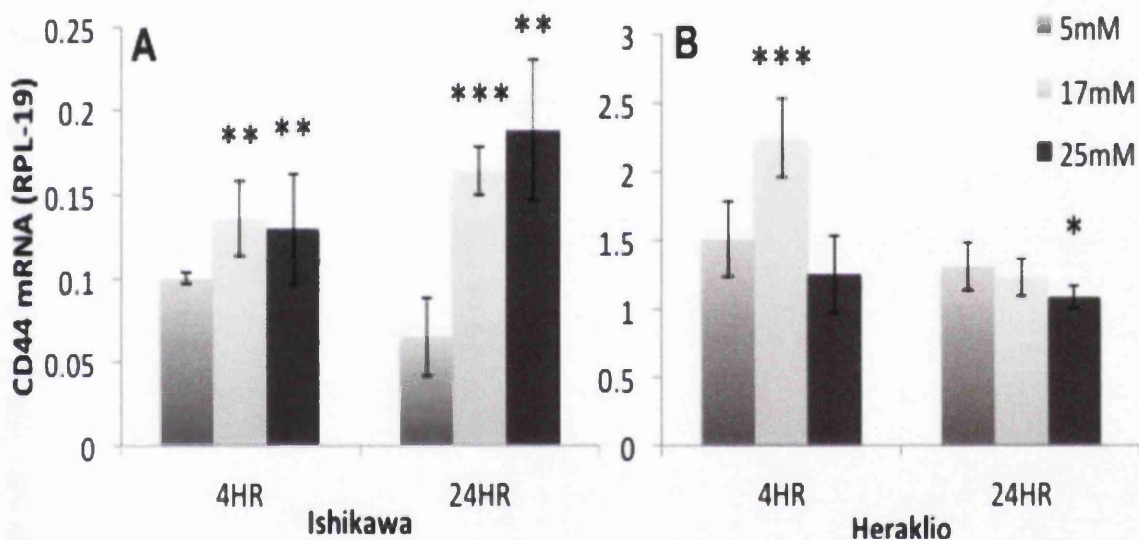 CD44 mRNA (RPL-19)
A
0.25
0.2
0.15
0.1
0.05
0
**
**
***
**
4HR
24HR
Ishikawa
B
3
2.5
2
1.5
1
0.5
0
***
*
4HR
24HR
Heraklio
5mM
17mM
25mM